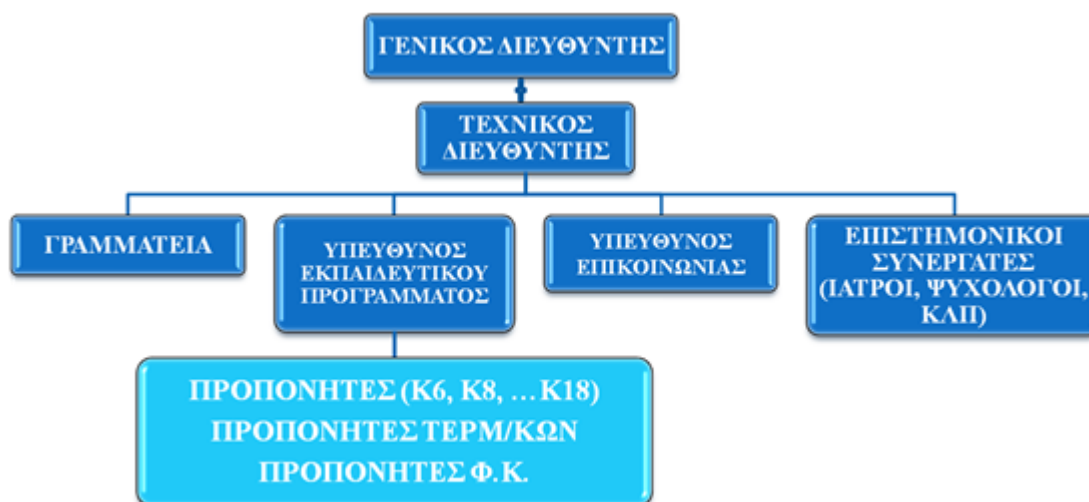 ΓΕΝΙΚΟΣ ΔΙΕΥΘΥΝΤΗΣ
ΤΕΧΝΙΚΟΣ
ΔΙΕΥΘΥΝΤΗΣ
ΓΡΑΜΜΑΤΕΙΑ
ΥΠΕΥΘΥΝΟΣ
ΕΚΠΑΙΔΕΥΤΙΚΟΥ
ΠΡΟΓΡΑΜΜΑΤΟΣ
ΥΠΕΥΘΥΝΟΣ
ΕΠΙΚΟΙΝΩΝΙΑΣ
ΕΠΙΣΤΗΜΟΝΙΚΟΙ
ΣΥΝΕΡΓΑΤΕΣ
(ΙΑΤΡΟΙ, ΨΥΧΟΛΟΓΟΙ,
ΚΛΠ)
ΠΡΟΠΟΝΗΤΕΣ (Κ6, Κ8, …Κ18)
ΠΡΟΠΟΝΗΤΕΣ ΤΕΡΜ/ΚΩΝ
ΠΡΟΠΟΝΗΤΕΣ Φ.Κ.